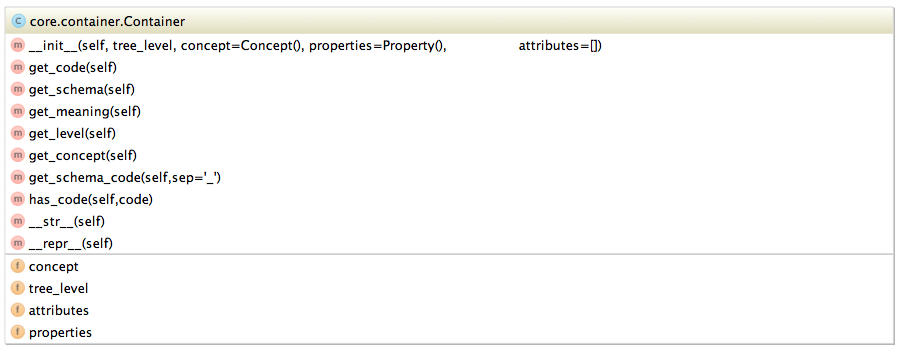 C core.container.Container
m __init__(self, tree_level, concept=Concept(), properties=Property(), attributes=[])
m get_code(self)
m get_schema(self)
m get_meaning(self)
m get_level(self)
m get_concept(self)
m get_schema_code(self,sep='_')
m has_code(self,code)
m __str__(self)
m __repr__(self)
f concept
f tree_level
f attributes
f properties